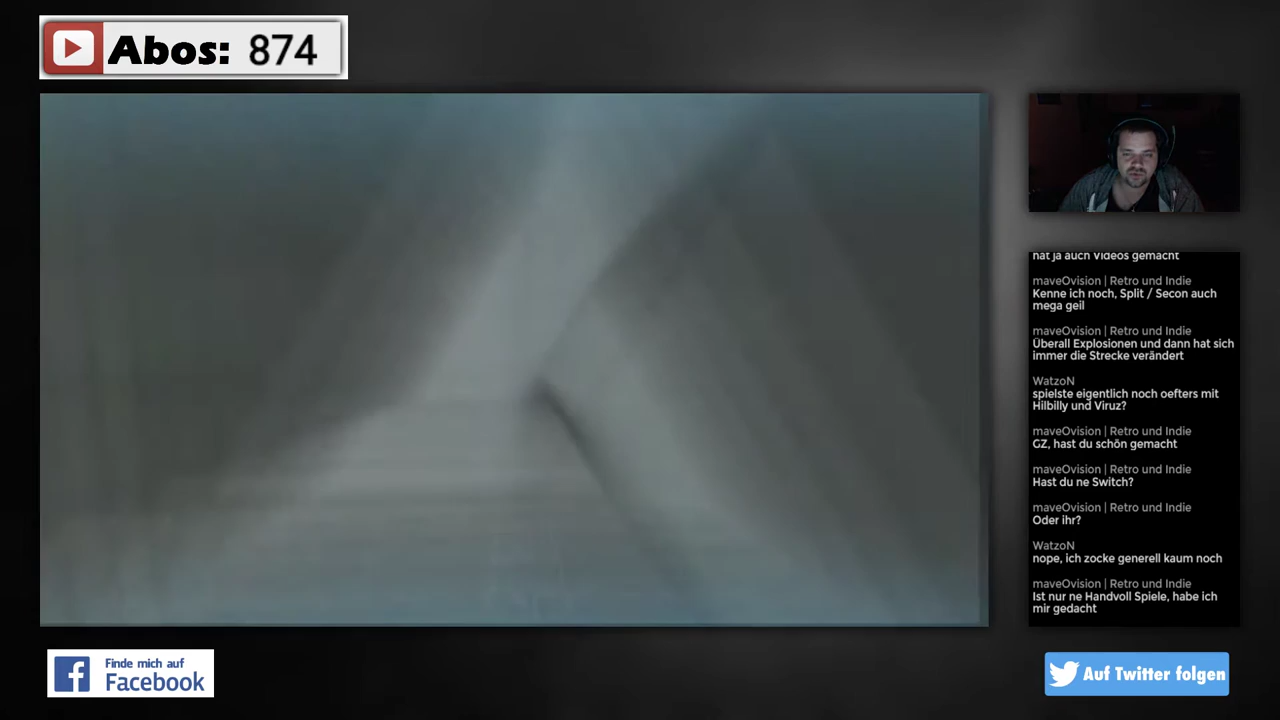 Abos: 874
hat ja auch Videos gemacht
maveOvision | Retro und Indie
Kenne ich noch, Split / Secon auch
mega geil
maveOvision | Retro und Indie
Überall Explosionen und dann hat sich
immer die Strecke verändert
WatzoN
spielste eigentlich noch oefters mit
Hilbilly und Viruz?
maveOvision | Retro und Indie
GZ, hast du schön gemacht
maveOvision | Retro und Indie
Hast du ne Switch?
maveOvision | Retro und Indie
Oder ihr?
WatzoN
nope, ich zocke generell kaum noch
maveOvision | Retro und Indie
Ist nur ne Handvoll Spiele, habe ich
mir gedacht
Finde mich auf
Facebook
Auf Twitter folgen